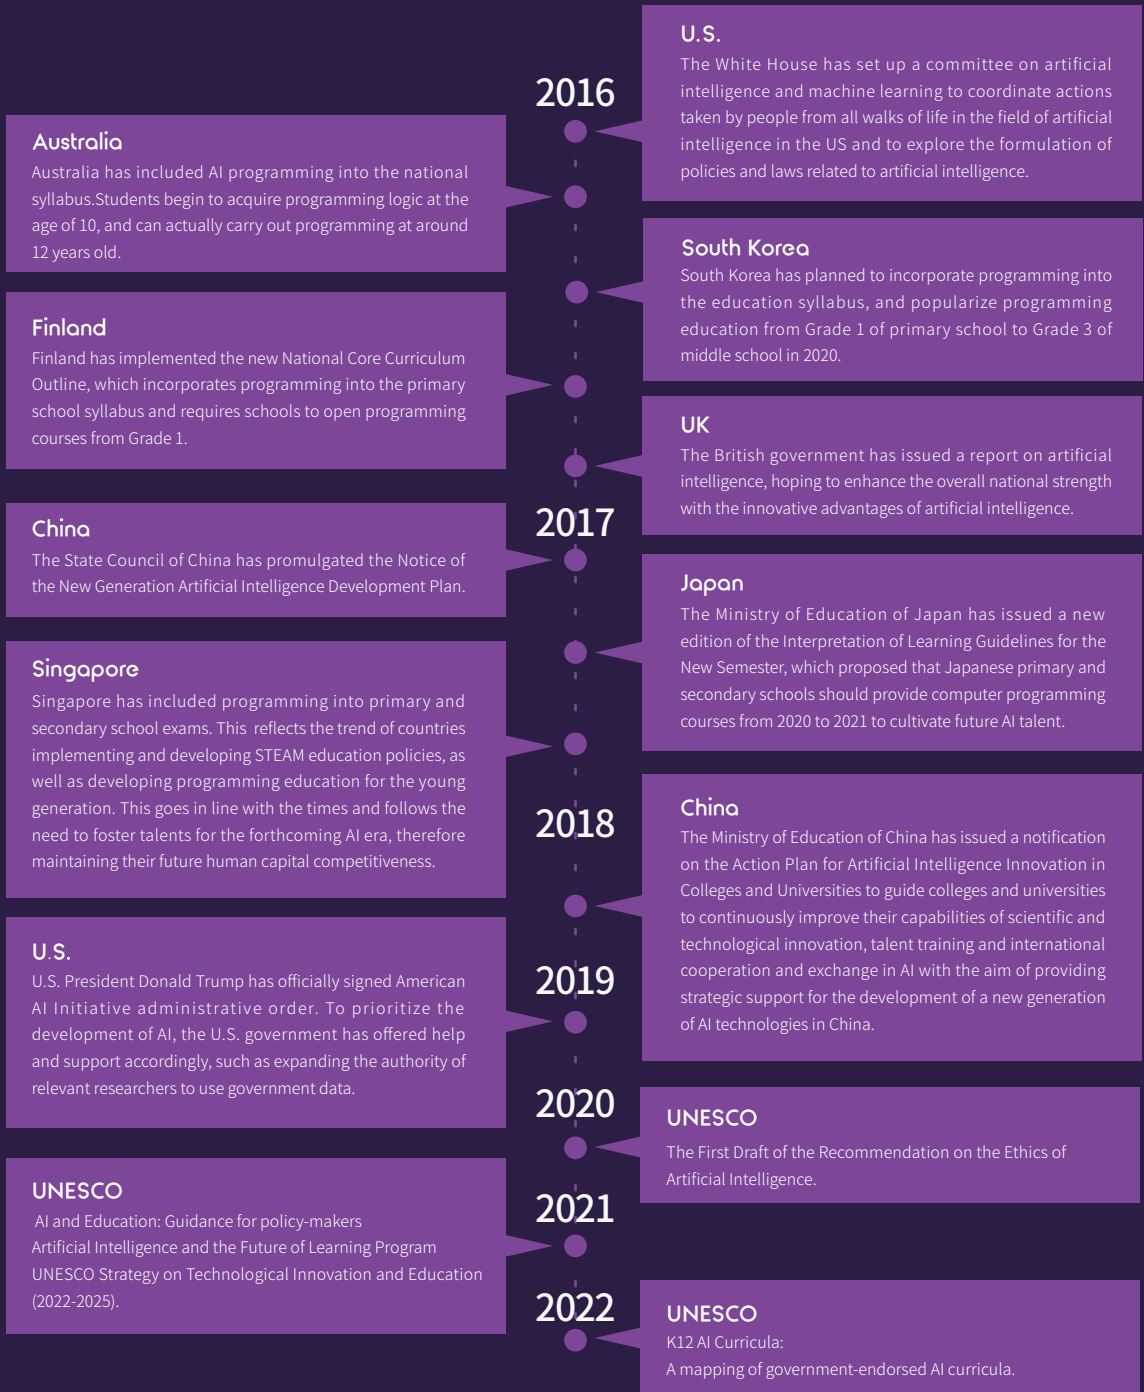 2016
U.S.
The White House has set up a committee on artificial
intelligence and machine learning to coordinate actions
taken by people from all walks of life in the field of artificial
intelligence in the US and to explore the formulation of
policies and laws related to artificial intelligence.
Australia
Australia has included AI programming into the national
syllabus.Students begin to acquire programming logic at the
age of 10, and can actually carry out programming at around
12 years old.
South Korea
South Korea has planned to incorporate programming into
the education syllabus, and popularize programming
education from Grade 1 of primary school to Grade 3 of
middle school in 2020.
Finland
Finland has implemented the new National Core Curriculum
Outline, which incorporates programming into the primary
school syllabus and requires schools to open programming
courses from Grade 1.
UK
The British government has issued a report on artificial
intelligence, hoping to enhance the overall national strength
with the innovative advantages of artificial intelligence.
2017
China
The State Council of China has promulgated the Notice of
the New Generation Artificial Intelligence Development Plan.
Japan
The Ministry of Education of Japan has issued a new
edition of the Interpretation of Learning Guidelines for the
New Semester, which proposed that Japanese primary and
secondary schools should provide computer programming
courses from 2020 to 2021 to cultivate future AI talent.
Singapore
Singapore has included programming into primary and
secondary school exams. This  reflects the trend of countries
implementing and developing STEAM education policies, as
well as developing programming education for the young
generation. This goes in line with the times and follows the
need to foster talents for the forthcoming AI era, therefore
maintaining their future human capital competitiveness.
2018
China
The Ministry of Education of China has issued a notification
on the Action Plan for Artificial Intelligence Innovation in
Colleges and Universities to guide colleges and universities
to continuously improve their capabilities of scientific and
technological innovation, talent training and international
cooperation and exchange in AI with the aim of providing
strategic support for the development of a new generation
of AI technologies in China.
2019
U.S.
U.S. President Donald Trump has officially signed American
AI Initiative administrative order. To prioritize the
development of AI, the U.S. government has offered help
and support accordingly, such as expanding the authority of
relevant researchers to use government data.
2020
UNESCO
The First Draft of the Recommendation on the Ethics of
Artificial Intelligence.
2021
UNESCO
AI and Education: Guidance for policy-makers
Artificial Intelligence and the Future of Learning Program
UNESCO Strategy on Technological Innovation and Education
(2022-2025).
2022
UNESCO
K12 AI Curricula:
A mapping of government-endorsed AI curricula.